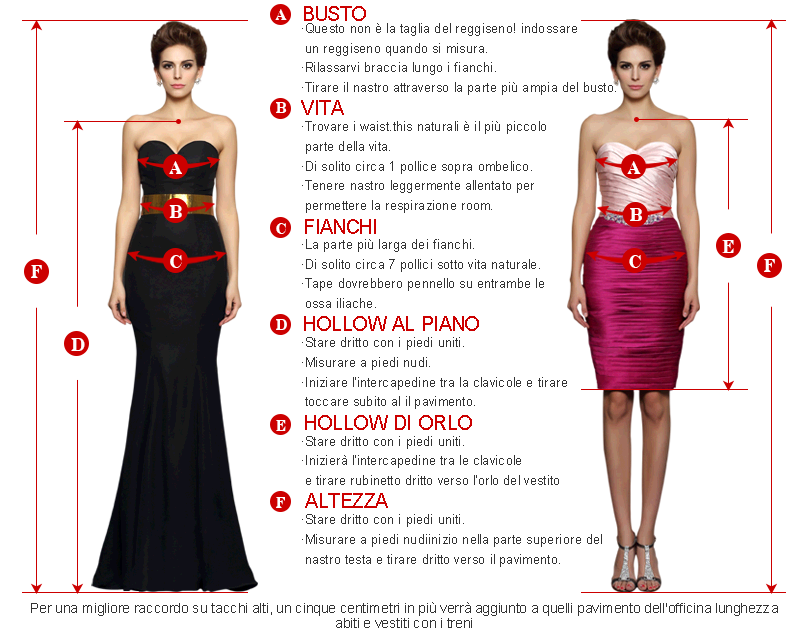 A BUSTO
·Questo non è la taglia del reggiseno! indossare
un reggiseno quando si misura.
·Rilassarvi braccia lungo i fianchi.
·Tirare il nastro attraverso la parte più ampia del busto.
B VITA
·Trovare i waist.this naturali è il più piccolo
parte della vita.
·Di solito circa 1 pollice sopra ombelico.
·Tenere nastro leggermente allentato per
permettere la respirazione room.
C FIANCHI
·La parte più larga dei fianchi.
·Di solito circa 7 pollici sotto vita naturale.
·Tape dovrebbero pennello su entrambe le
ossa iliache.
D HOLLOW AL PIANO
·Stare dritto con i piedi uniti.
·Misurare a piedi nudi.
·Iniziare l'intercapedine tra la clavicole e tirare
toccare subito al il pavimento.
E HOLLOW DI ORLO
·Stare dritto con i piedi uniti.
·Inizierà l'intercapedine tra le clavicole
e tirare rubinetto dritto verso l'orlo del vestito
F ALTEZZA
·Stare dritto con i piedi uniti.
·Misurare a piedi nudiinizio nella parte superiore del
nastro testa e tirare dritto verso il pavimento.
A
B
C
F
D
A
B
C
E
F
Per una migliore raccordo su tacchi alti, un cinque centimetri in più verrà aggiunto a quelli pavimento dell'officina lunghezza
abiti e vestiti con i treni